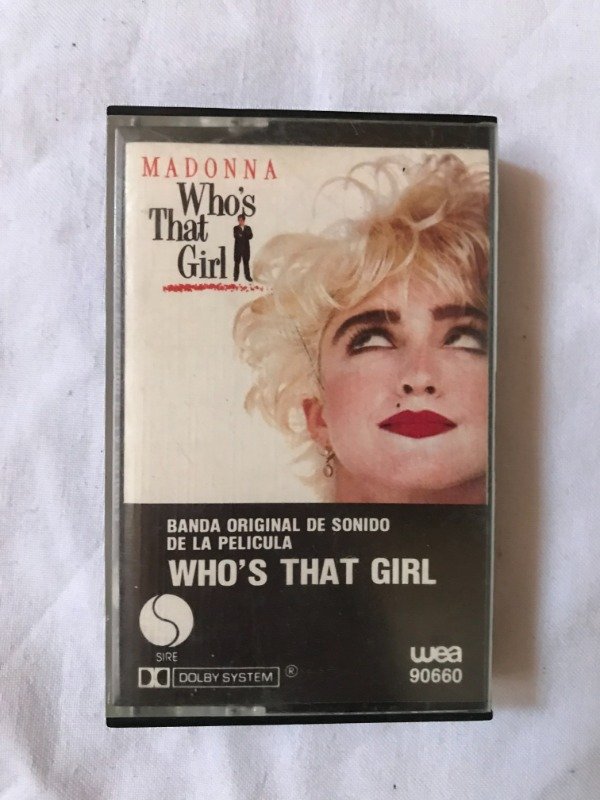 MADONNA
Who's
That
Girl
BANDA ORIGINAL DE SONIDO
DE LA PELICULA
WHO'S THAT GIRL
SIRE
DOLBY SYSTEM ®
wea
90660